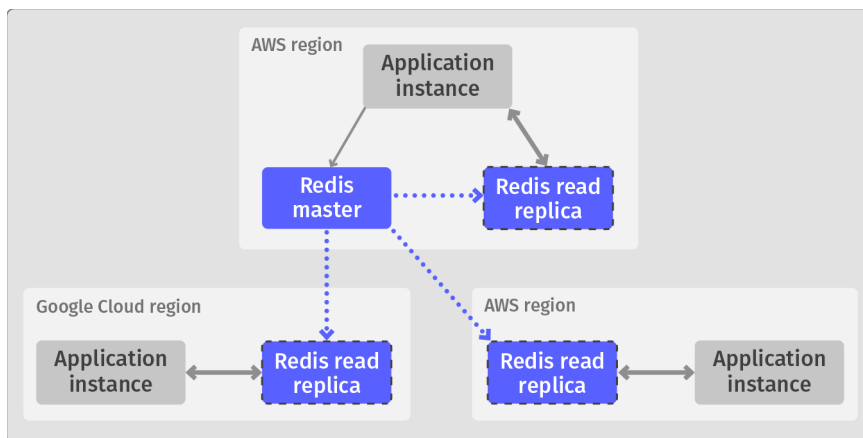 AWS region
Application
instance
Redis
master
Redis read
replica
Google Cloud region
Application
instance
Redis read
replica
AWS region
Redis read
replica
Application
instance